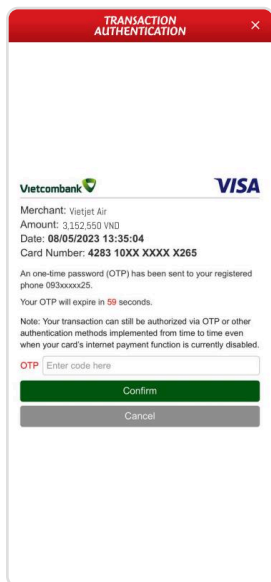 TRANSACTION
AUTHENTICATION
×
Vietcombank
VISA
Merchant: Vietjet Air
Amount: 3,152,550 VND
Date: 08/05/2023 13:35:04
Card Number: 4283 10XX XXXX X265
An one-time password (OTP) has been sent to your registered
phone 093xxxxx25.
Your OTP will expire in 59 seconds.
Note: Your transaction can still be authorized via OTP or other
authentication methods implemented from time to time even
when your card's internet payment function is currently disabled.
OTP Enter code here
Confirm
Cancel